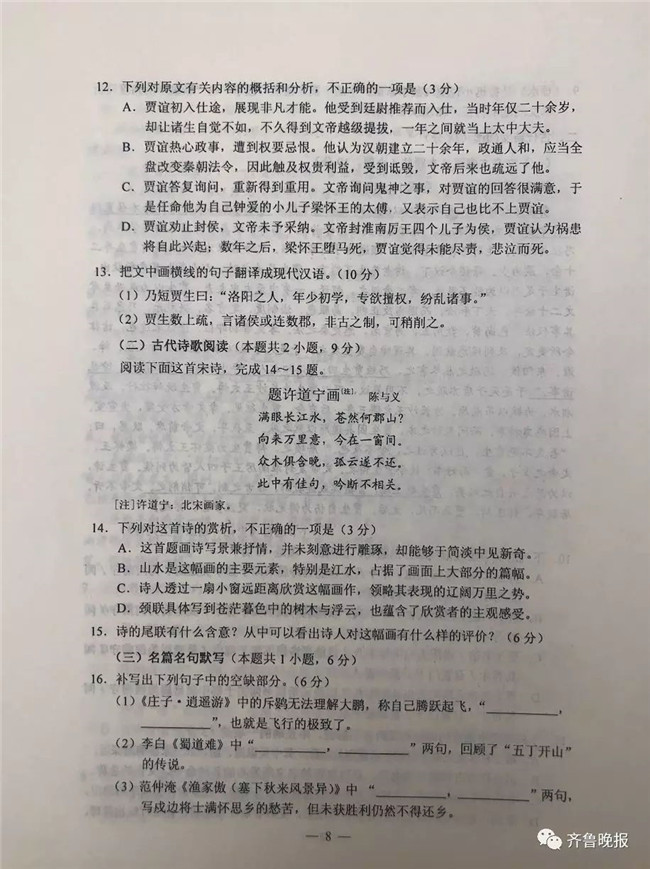 12．下列对原文有关内容的概括和分析，不正确的一项是（3分）
A．贾谊初入仕途，展现非凡才能。他受到廷尉推荐而入仕，当时年仅二十余岁，
却让诸生自觉不如，不久得到文帝越级提拔，一年之间就当上太中大夫。
B．贾谊热心政事，遭到权要忌恨。他认为汉朝建立二十余年，政通人和，应当全
盘改变秦朝法令，因此触及权贵利益，受到诋毁，文帝后来也疏远了他。
C．贾谊答复询问，重新得到重用。文帝询问鬼神之事，对贾谊的回答很满意，于
是任命他为自己钟爱的小儿子梁怀王的太傅，又表示自己也比不上贾谊。
D．贾谊劝止封侯，文帝未予采纳。文帝封淮南厉王四个儿子为侯，贾谊认为祸患
将自此兴起；数年之后，梁怀王堕马死，贾谊觉得未能尽责，悲泣而死。
13．把文中画横线的句子翻译成现代汉语。（10分）
（1）乃短贾生曰：“洛阳之人，年少初学，专欲擅权，纷乱诸事。”
（2）贾生数上疏，言诸侯或连数郡，非古之制，可稍削之。
（二）古代诗歌阅读（本题共2小题，9分）
阅读下面这首宋诗，完成14～15题。
题许道宁画[注] 陈与义
满眼长江水，苍然何郡山？
向来万里意，今在一窗间。
众木俱含晚，孤云遂不还。
此中有佳句，吟断不相关。
[注]许道宁：北宋画家。
14．下列对这首诗的赏析，不正确的一项是（3分）
A．这首题画诗写景兼抒情，并未刻意进行雕琢，却能够于简淡中见新奇。
B．山水是这幅画的主要元素，特别是江水，占据了画面上大部分的篇幅。
C．诗人透过一扇小窗远距离欣赏这幅画作，领略其表现的辽阔万里之势。
D．颈联具体写到苍茫暮色中的树木与浮云，也蕴含了欣赏者的主观感受。
15．诗的尾联有什么含意？从中可以看出诗人对这幅画有什么样的评价？（6分）
（三）名篇名句默写（本题共1小题，6分）
16．补写出下列句子中的空缺部分。（6分）
（1）《庄子·逍遥游》中的斥鹦无法理解大鹏，称自己腾跃起飞，“__________，
__________”，也就是飞行的极致了。
（2）李白《蜀道难》中“__________，__________”两句，回顾了“五丁开山”
的传说。
（3）范仲淹《渔家傲（塞下秋来风景异）》中“__________，__________”两句，
写戍边将士满怀思乡的愁苦，但未获胜利仍然不得还乡。
— 8 —
齐鲁晚报